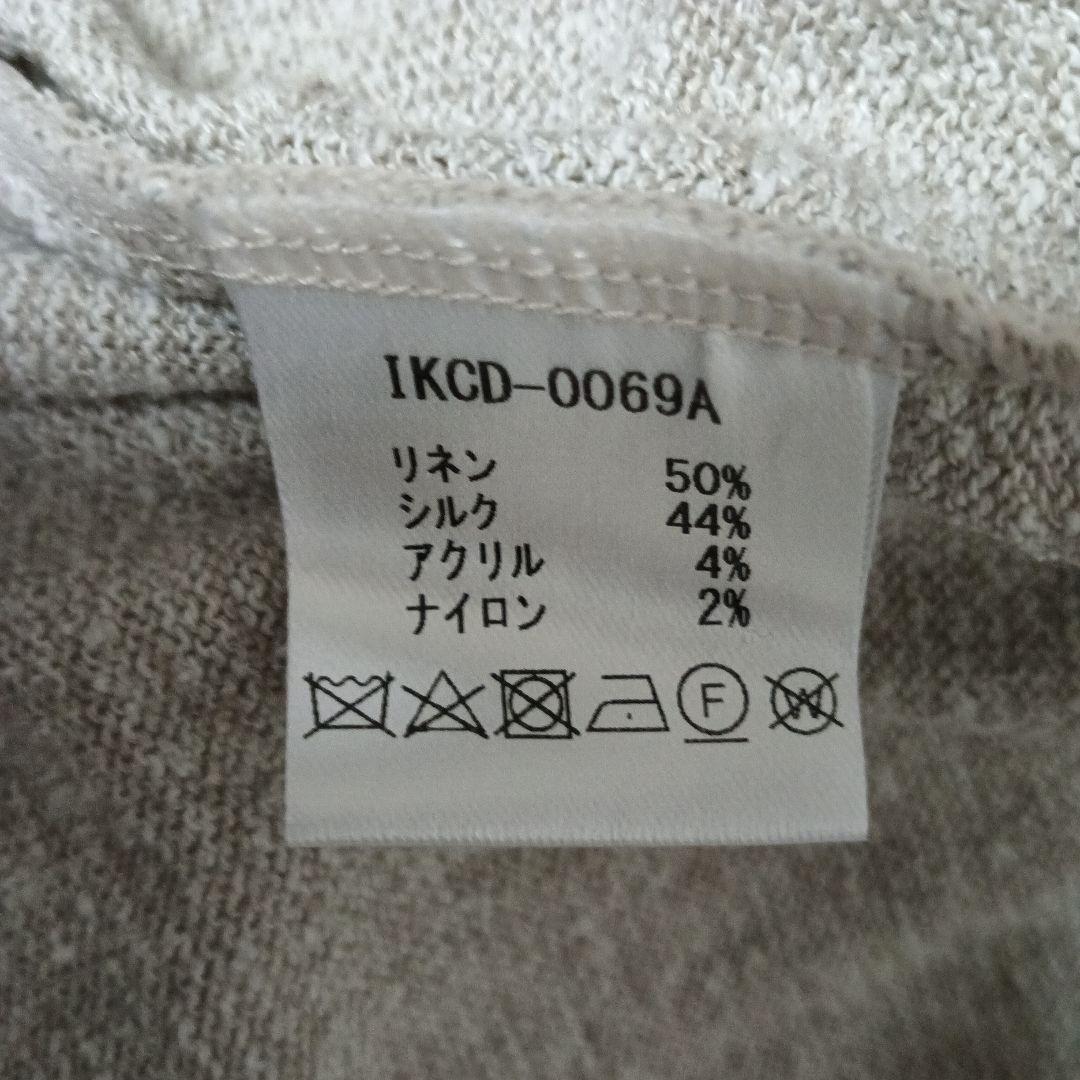 IKCD-0069A
リネン 50%
シルク 44%
アクリル 4%
ナイロン 2%
F W